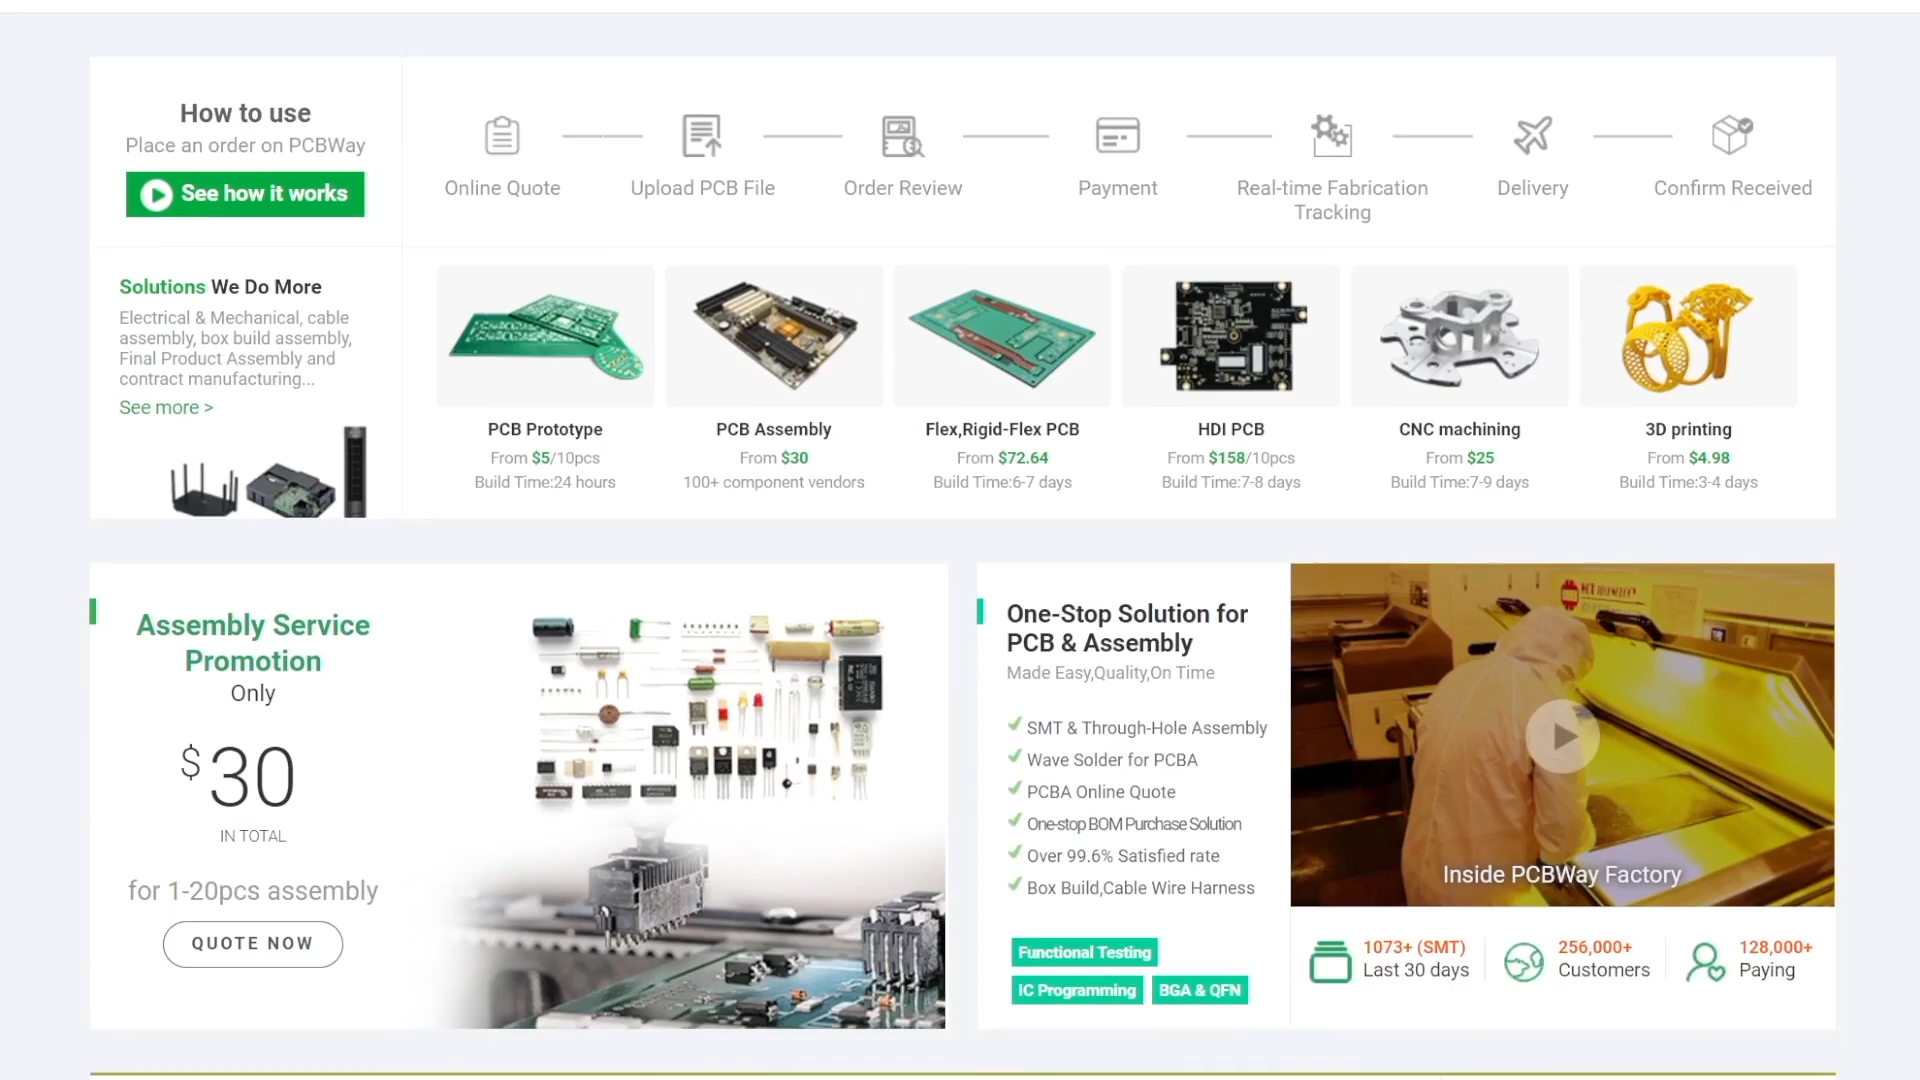 How to use
Place an order on PCBWay
See how it works
Online Quote
Upload PCB File
Order Review
Payment
Real-time Fabrication
Tracking
Delivery
Confirm Received
Solutions We Do More
Electrical & Mechanical, cable
assembly, box build assembly,
Final Product Assembly and
contract manufacturing...
See more >
PCB Prototype
From $5/10pcs
Build Time:24 hours
PCB Assembly
From $30
100+ component vendors
Flex,Rigid-Flex PCB
From $72.64
Build Time:6-7 days
HDI PCB
From $158/10pcs
Build Time:7-8 days
CNC machining
From $25
Build Time:7-9 days
3D printing
From $4.98
Build Time:3-4 days
Assembly Service
Promotion
Only
$30
IN TOTAL
for 1-20pcs assembly
QUOTE NOW
One-Stop Solution for
PCB & Assembly
Made Easy,Quality,On Time
SMT & Through-Hole Assembly
Wave Solder for PCBA
PCBA Online Quote
One-stop BOM Purchase Solution
Over 99.6% Satisfied rate
Box Build,Cable Wire Harness
Functional Testing
IC Programming
BGA & QFN
Inside PCBWay Factory
1073+ (SMT)
Last 30 days
256,000+
Customers
128,000+
Paying